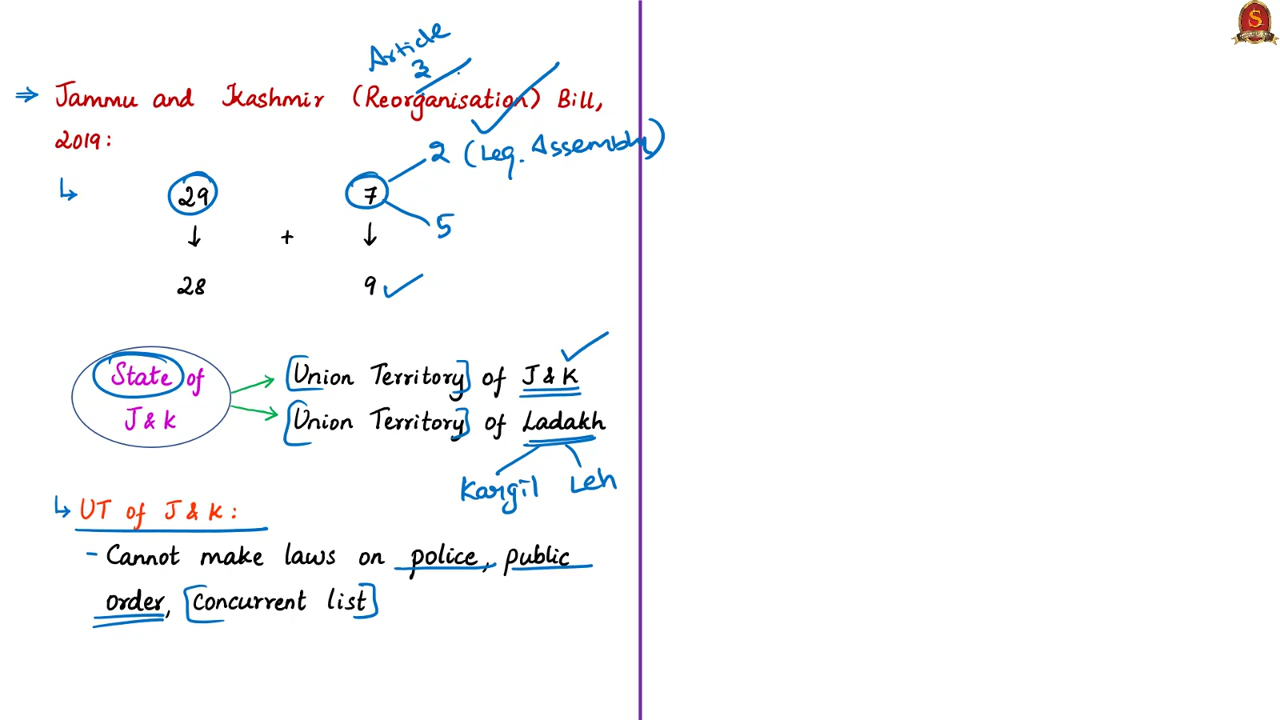 Article
3
⇒ Jammu and Kashmir (Reorganisation) Bill,
2019:
2 (Leg. Assembly)
↳ 29 7
5
↓ + ↓
28 9
State of
J & K
→ Union Territory of J & K
→ Union Territory of Ladakh
Kargil Leh
↳ UT of J & K:
- Cannot make laws on police, public
order, [Concurrent list]
S